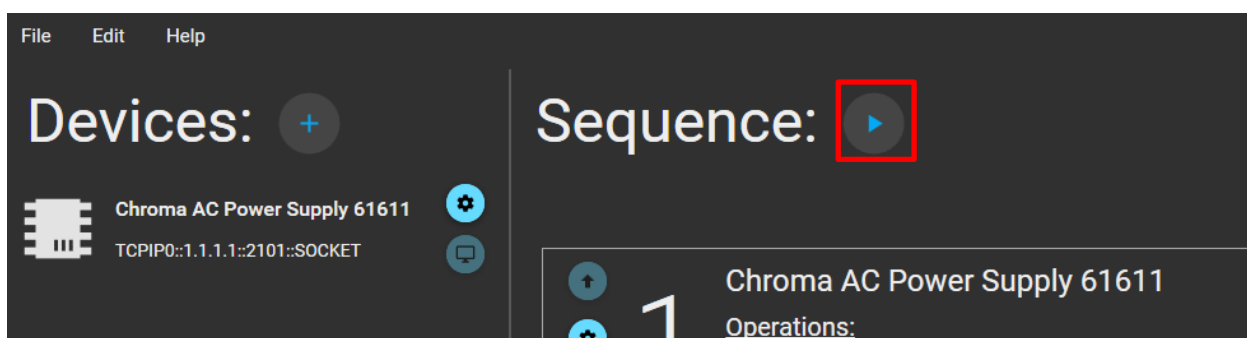 File Edit Help
Devices:
Sequence:
Chroma AC Power Supply 61611
TCPIP0::1.1.1.1::2101::SOCKET
1
Chroma AC Power Supply 61611
Operations: